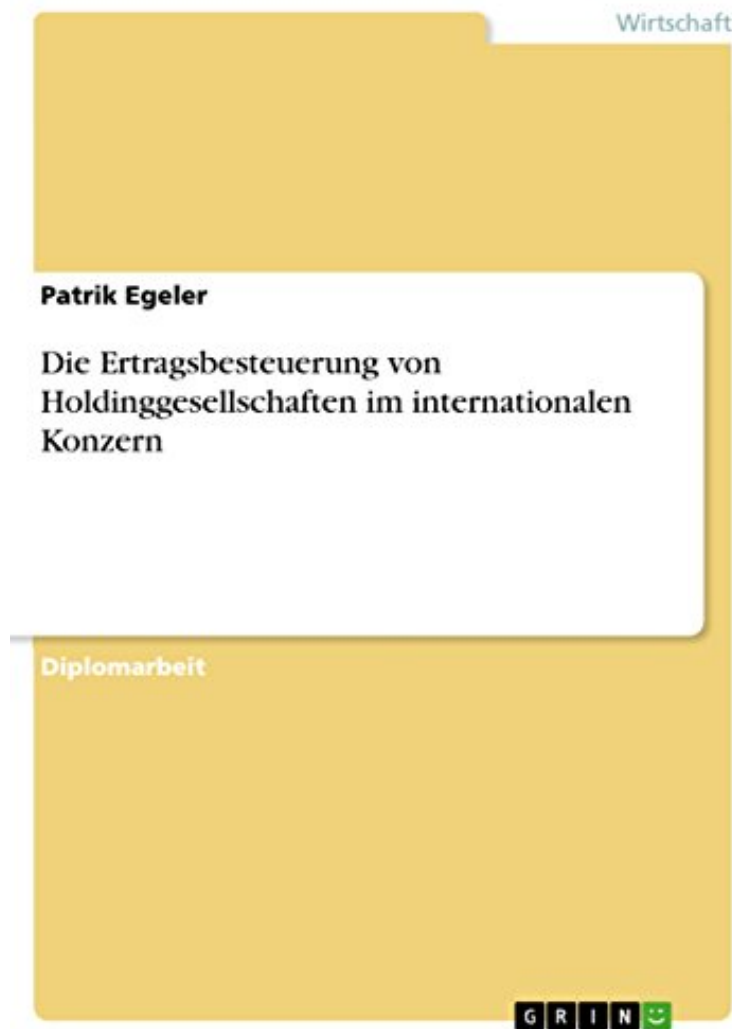 Wirtschaft
Patrik Egeler
Die Ertragsbesteuerung von
Holdinggesellschaften im internationalen
Konzern
Diplomarbeit
GRIN